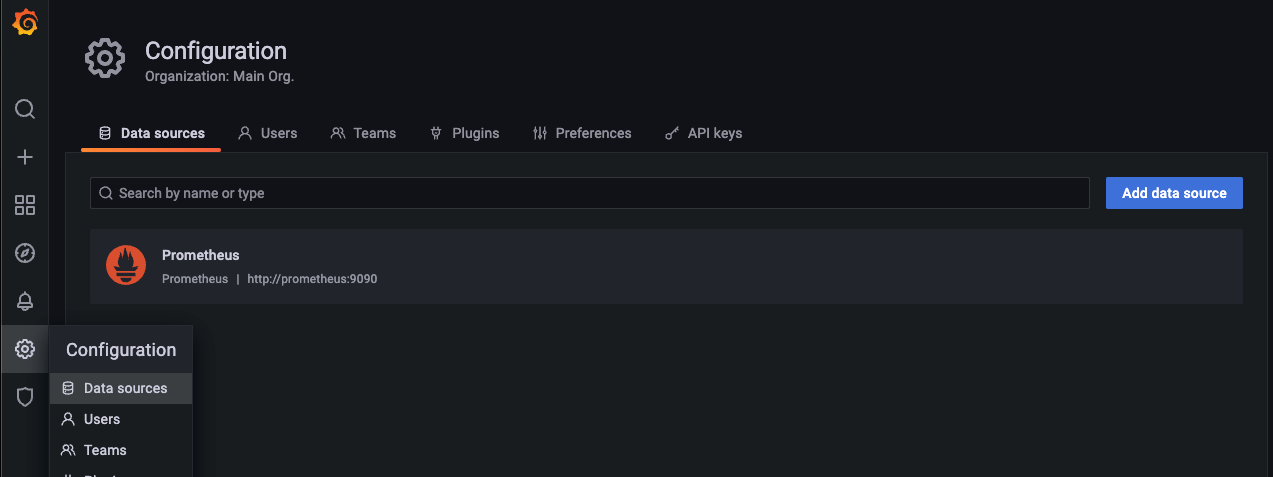 Configuration
Organization: Main Org.
Data sources Users Teams Plugins Preferences API keys
Search by name or type Add data source
Prometheus
Prometheus | http://prometheus:9090
Configuration
Data sources
Users
Teams